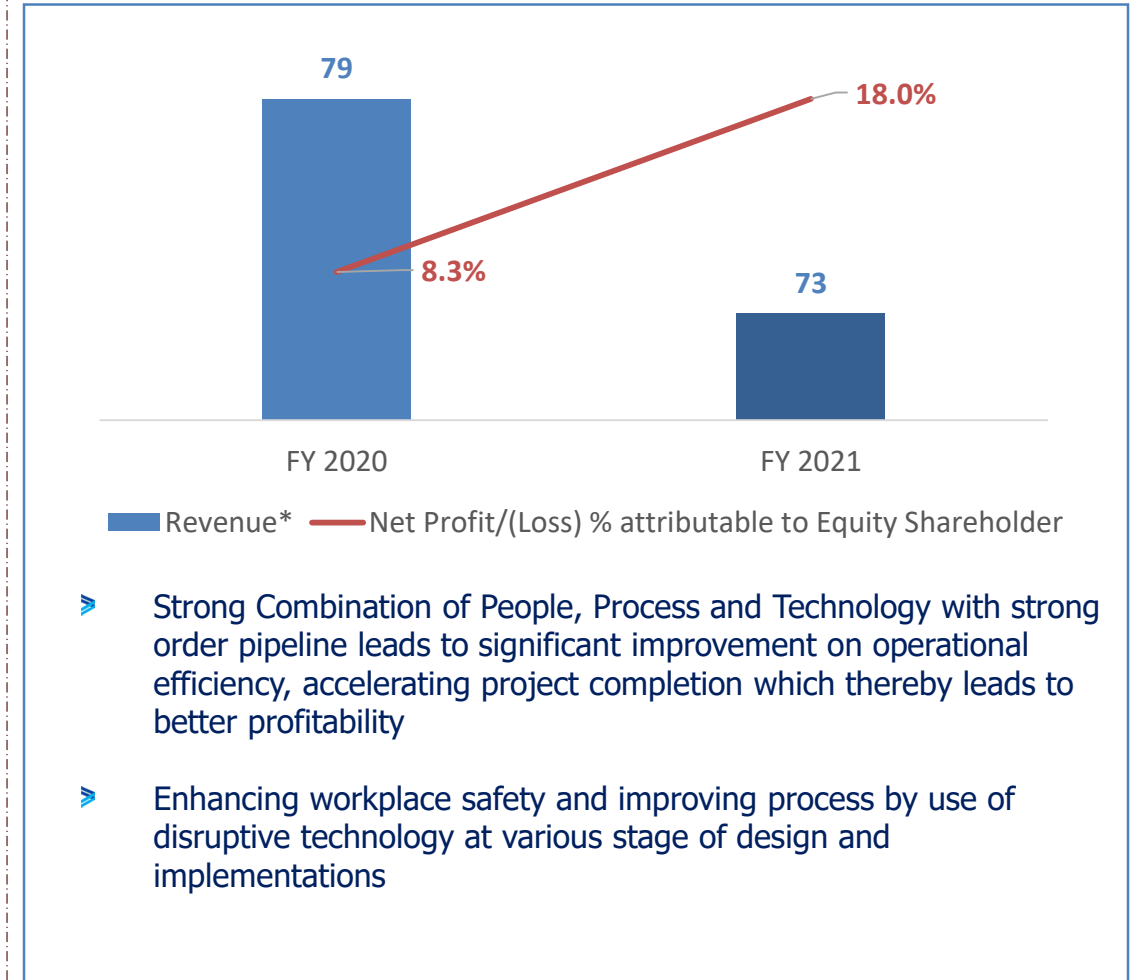 79
18.0%
8.3%
73
FY 2020
FY 2021
Revenue*
Net Profit/(Loss) % attributable to Equity Shareholder
Strong Combination of People, Process and Technology with strong
order pipeline leads to significant improvement on operational
efficiency, accelerating project completion which thereby leads to
better profitability
Enhancing workplace safety and improving process by use of
disruptive technology at various stage of design and
implementations